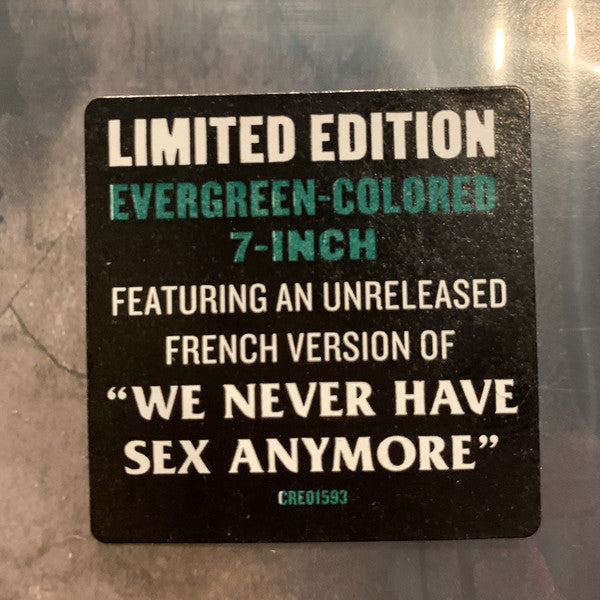 LIMITED EDITION
EVERGREEN-COLORED
7-INCH
FEATURING AN UNRELEASED
FRENCH VERSION OF
“WE NEVER HAVE
SEX ANYMORE”
CRE01593